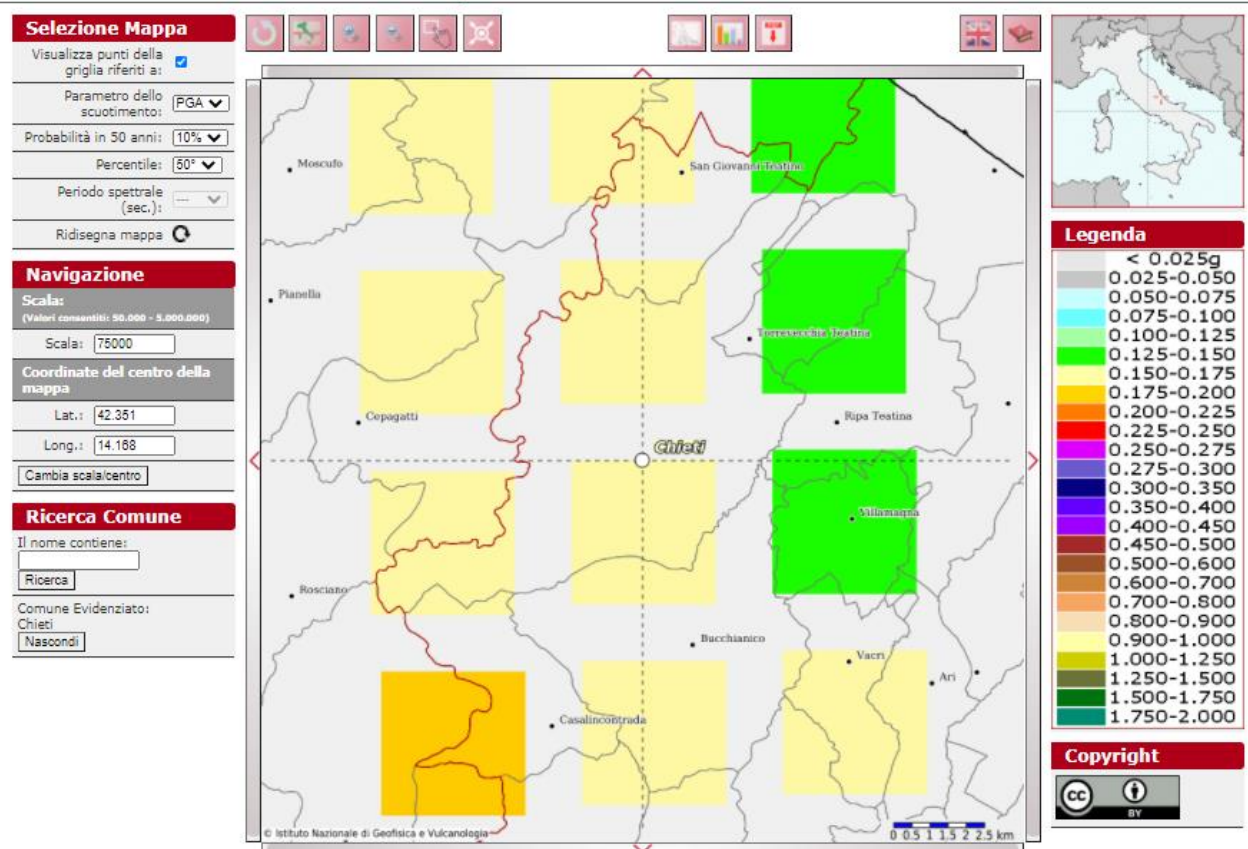 Selezione Mappa
Visualizza punti della
griglia riferiti a:
Parametro dello
scuotimento: PGA
Probabilità in 50 anni: 10%
Percentile: 50°
Periodo spettrale
(sec.): ---
Ridisegna mappa
Navigazione
Scala:
(Valori consentiti: 50.000 - 5.000.000)
Scala: 75000
Coordinate del centro della
mappa
Lat.: 42.351
Long.: 14.168
Cambia scala/centro
Ricerca Comune
Il nome contiene:
Ricerca
Comune Evidenziato:
Chieti
Nascondi
Moscufo
San Giovanni Teatino
Pianella
Torrevecchia Teatina
Cepagatti
Ripa Teatina
Chieti
Villamagna
Rosciano
Bucchianico
Vacri
Ari
Casalincontrada
© Istituto Nazionale di Geofisica e Vulcanologia
0 0.5 1 1.5 2 2.5 km
Legenda
< 0.025g
0.025-0.050
0.050-0.075
0.075-0.100
0.100-0.125
0.125-0.150
0.150-0.175
0.175-0.200
0.200-0.225
0.225-0.250
0.250-0.275
0.275-0.300
0.300-0.350
0.350-0.400
0.400-0.450
0.450-0.500
0.500-0.600
0.600-0.700
0.700-0.800
0.800-0.900
0.900-1.000
1.000-1.250
1.250-1.500
1.500-1.750
1.750-2.000
Copyright
cc
BY